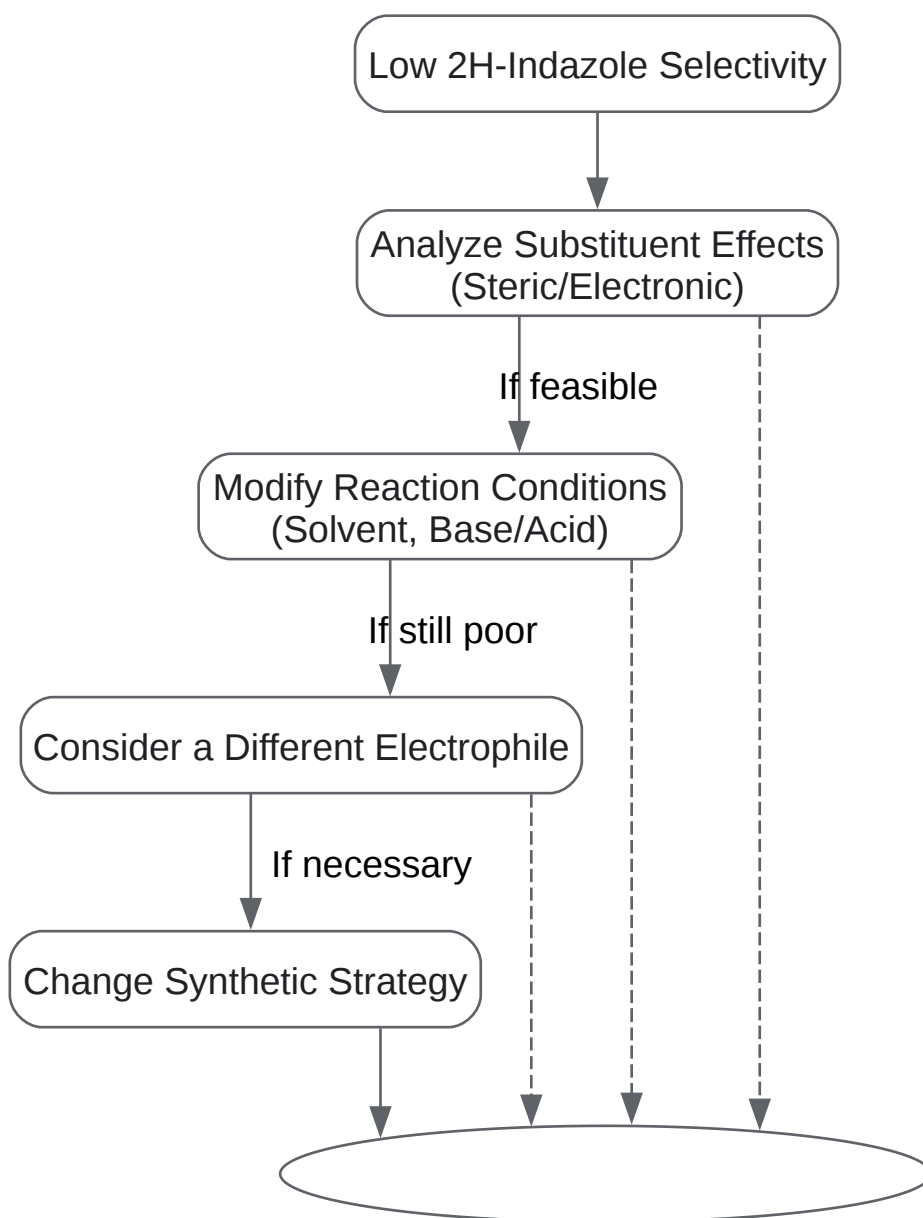 Low 2H-Indazole Selectivity
Analyze Substituent Effects
(Steric/Electronic)
If feasible
Modify Reaction Conditions
(Solvent, Base/Acid)
If still poor
Consider a Different Electrophile
If necessary
Change Synthetic Strategy